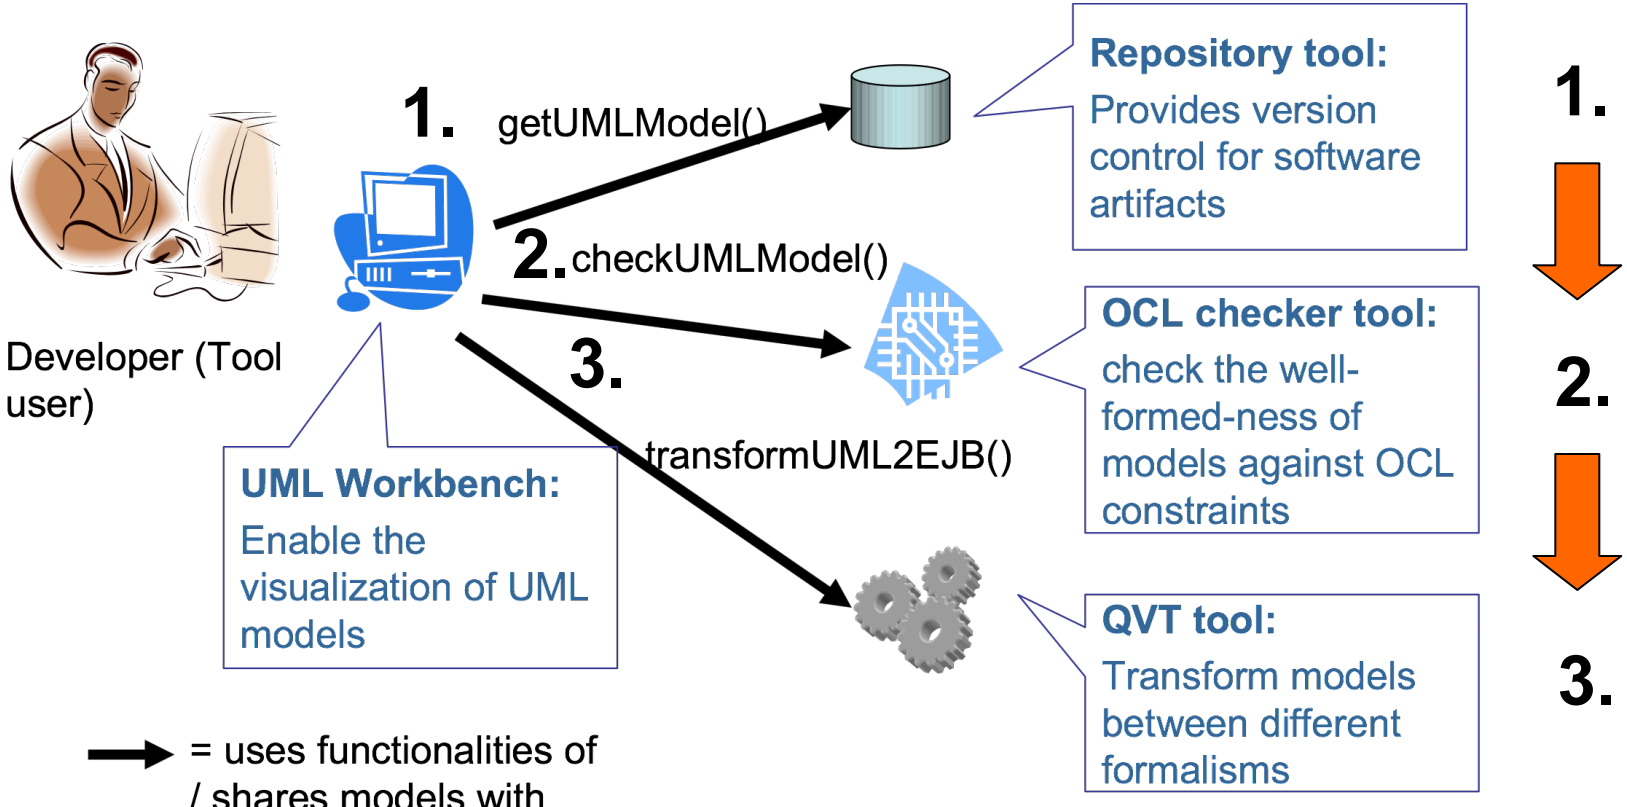 1.
getUMLModel()
Repository tool:
Provides version
control for software
artifacts
1.
2.
checkUMLModel()
OCL checker tool:
check the well-
formed-ness of
models against OCL
constraints
2.
Developer (Tool
user)
3.
transformUML2EJB()
UML Workbench:
Enable the
visualization of UML
models
QVT tool:
Transform models
between different
formalisms
3.
= uses functionalities of
/ shares models with